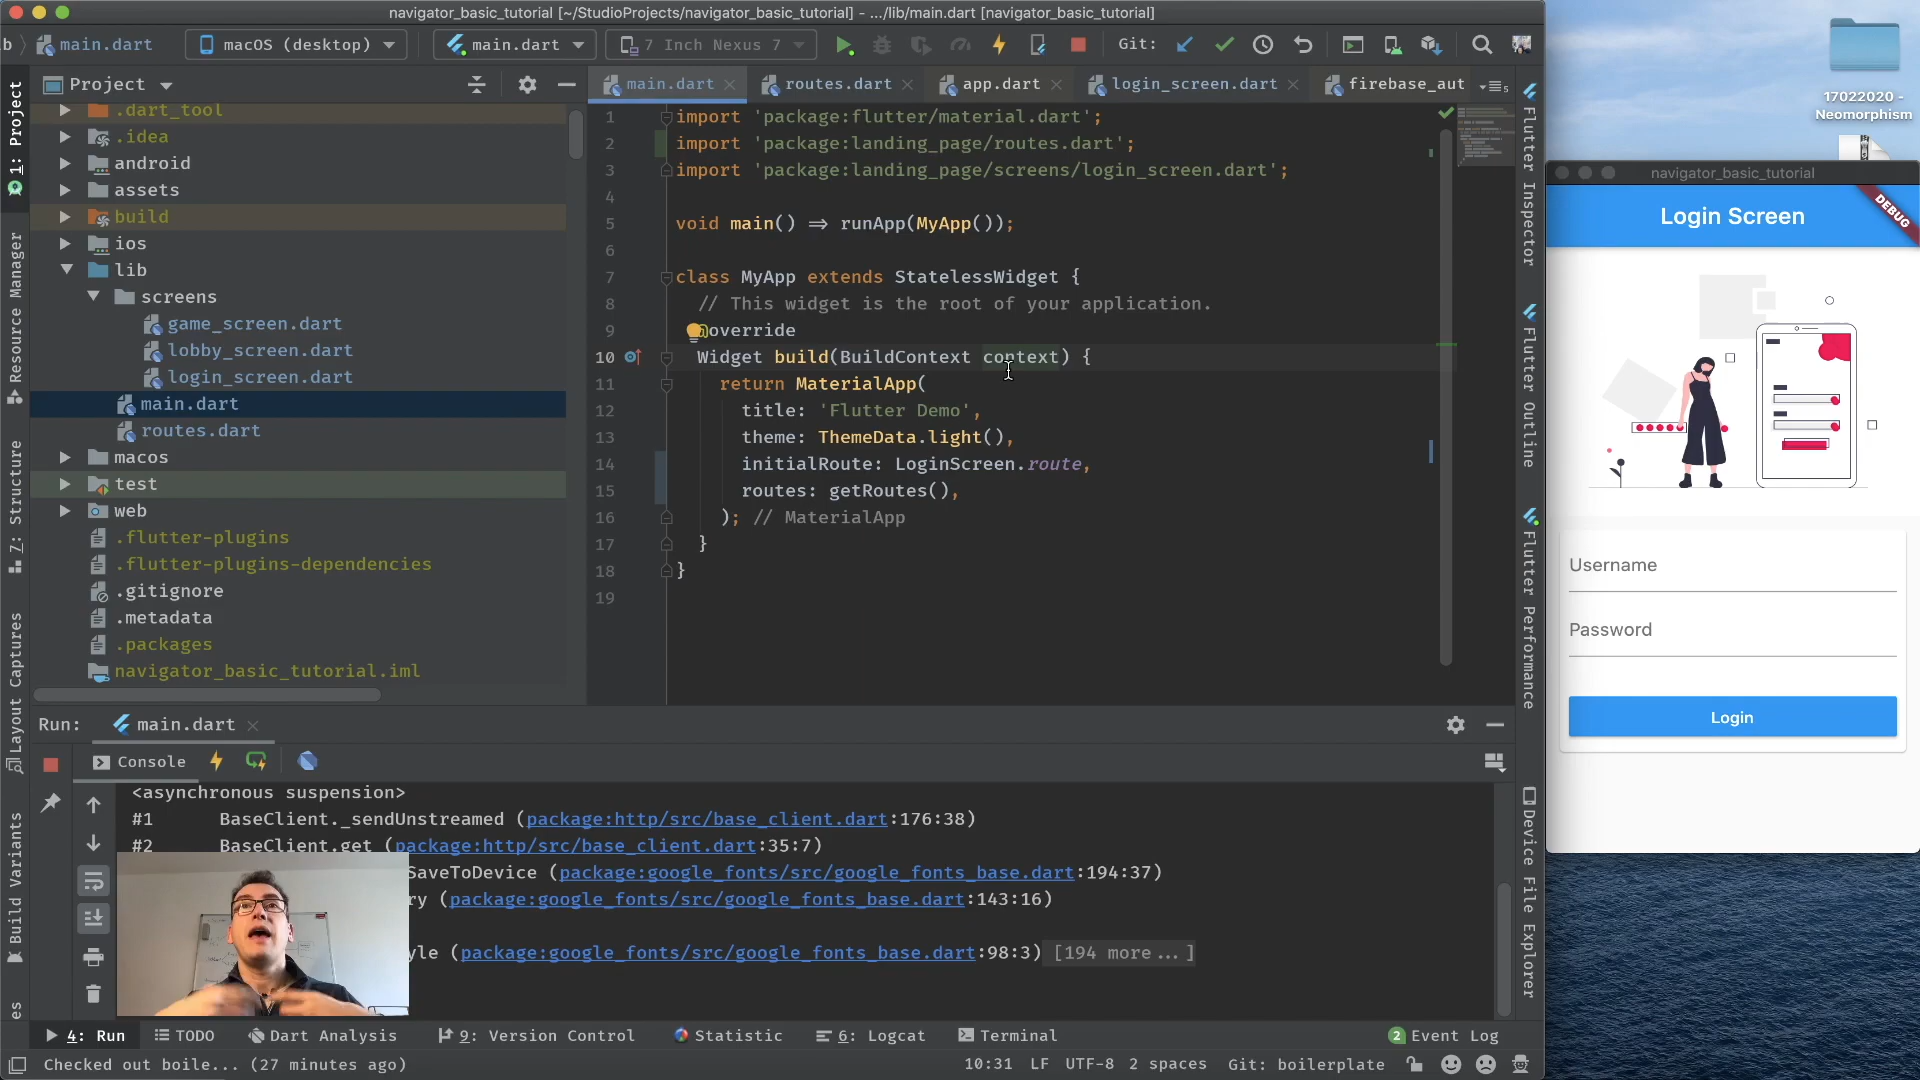 navigator_basic_tutorial [~/StudioProjects/navigator_basic_tutorial] – .../lib/main.dart [navigator_basic_tutorial]
b main.dart macOS (desktop) main.dart 7 Inch Nexus 7 Git:
Project
main.dart routes.dart app.dart login_screen.dart firebase_aut
.dart_tool
.idea
android
assets
build
ios
lib
screens
game_screen.dart
lobby_screen.dart
login_screen.dart
main.dart
routes.dart
macos
test
web
.flutter-plugins
.flutter-plugins-dependencies
.gitignore
.metadata
.packages
navigator_basic_tutorial.iml
1 import 'package:flutter/material.dart';
2 import 'package:landing_page/routes.dart';
3 import 'package:landing_page/screens/login_screen.dart';
4
5 void main() => runApp(MyApp());
6
7 class MyApp extends StatelessWidget {
8 // This widget is the root of your application.
9 @override
10 Widget build(BuildContext context) {
11 return MaterialApp(
12 title: 'Flutter Demo',
13 theme: ThemeData.light(),
14 initialRoute: LoginScreen.route,
15 routes: getRoutes(),
16 ); // MaterialApp
17 }
18 }
19
1: Project
Resource Manager
7: Structure
Layout Captures
Build Variants
es
Flutter Inspector
Flutter Outline
Flutter Performance
Device File Explorer
Run: main.dart
Console
<asynchronous suspension>
#1 BaseClient._sendUnstreamed (package:http/src/base_client.dart:176:38)
#2 BaseClient.get (package:http/src/base_client.dart:35:7)
SaveToDevice (package:google_fonts/src/google_fonts_base.dart:194:37)
ry (package:google_fonts/src/google_fonts_base.dart:143:16)
yle (package:google_fonts/src/google_fonts_base.dart:98:3) [194 more...]
4: Run TODO Dart Analysis 9: Version Control Statistic 6: Logcat Terminal 2 Event Log
Checked out boile... (27 minutes ago) 10:31 LF UTF-8 2 spaces Git: boilerplate
17022020 -
Neomorphism
navigator_basic_tutorial
Login Screen
DEBUG
Username
Password
Login